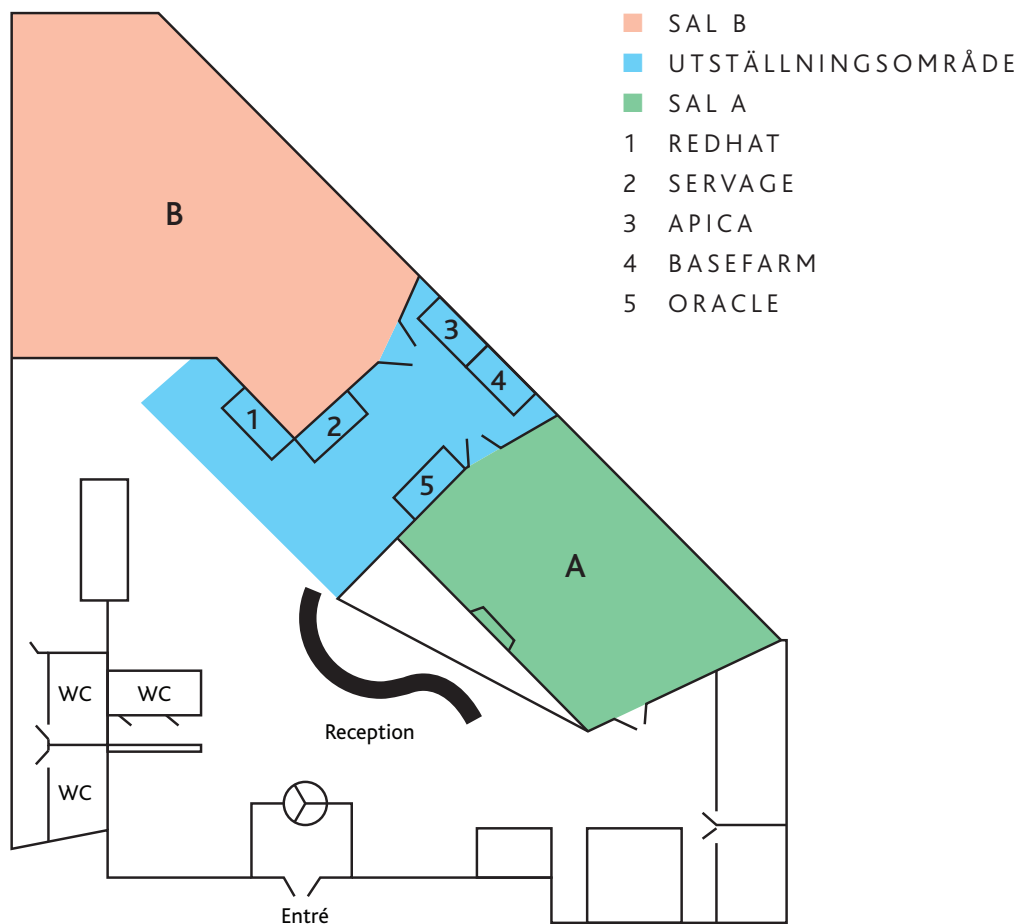 SAL B
UTSTÄLLNINGSOMRÅDE
SAL A
1 REDHAT
2 SERVAGE
3 APICA
4 BASEFARM
5 ORACLE
B
3
4
1
2
5
A
WC
WC
Reception
WC
Entré